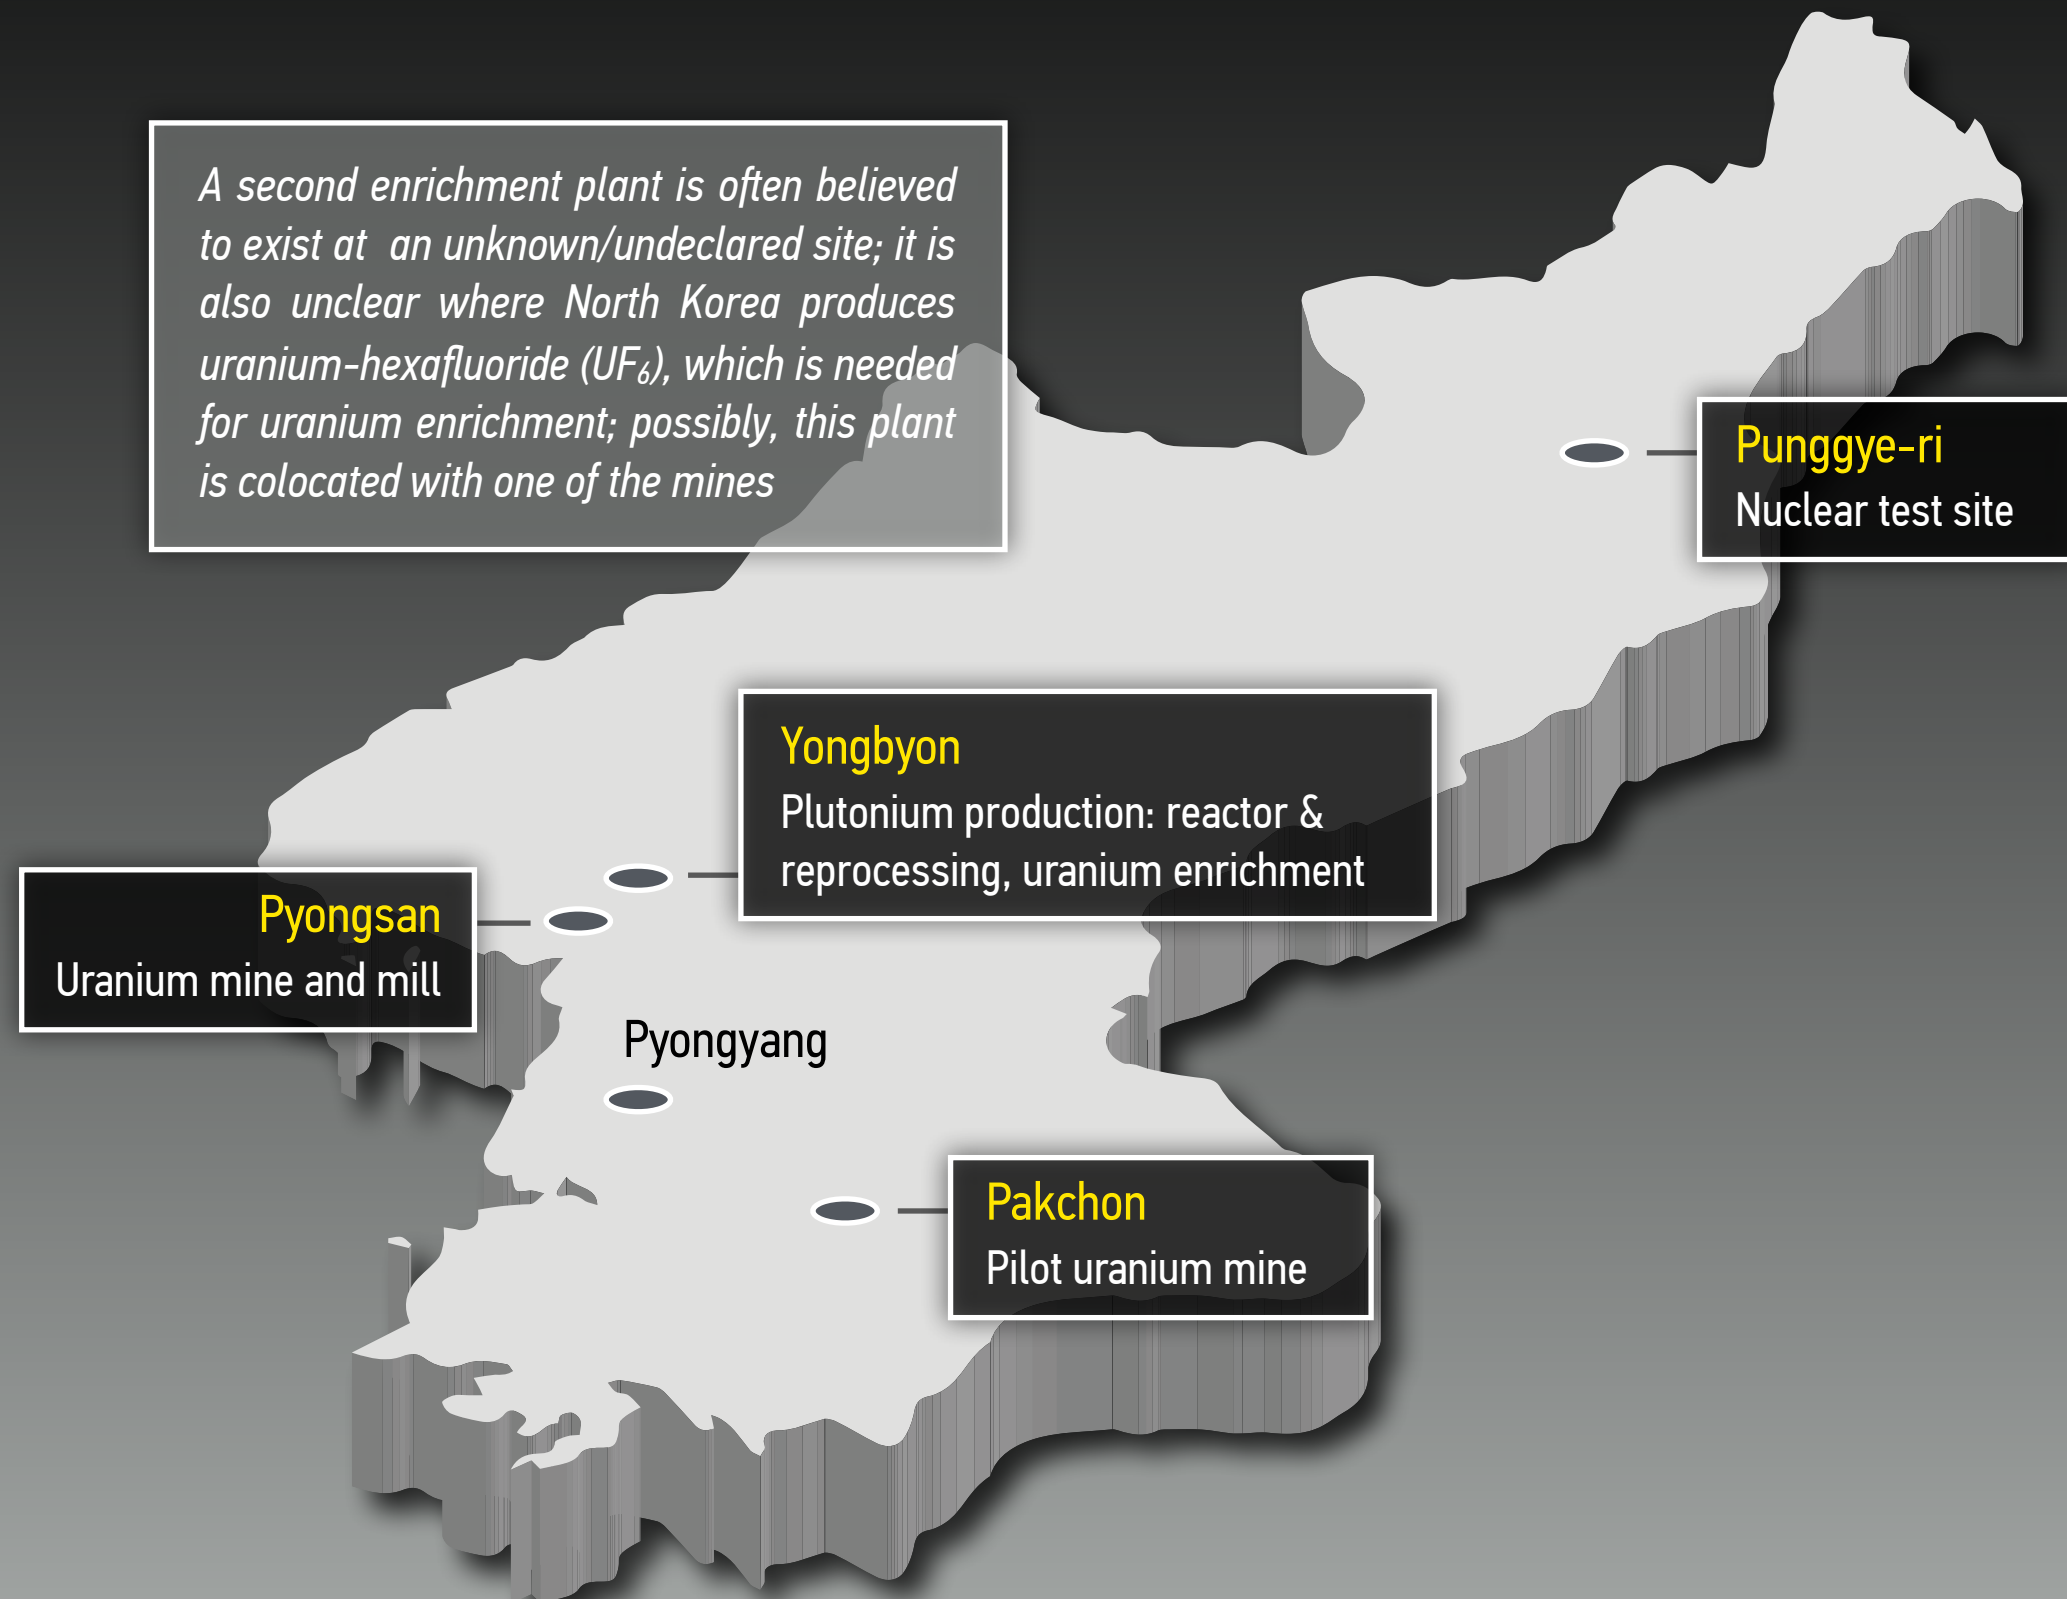 A second enrichment plant is often believed
to exist at an unknown/undeclared site; it is
also unclear where North Korea produces
uranium-hexafluoride (UF₆), which is needed
for uranium enrichment; possibly, this plant
is colocated with one of the mines
Punggye-ri
Nuclear test site
Yongbyon
Plutonium production: reactor &
reprocessing, uranium enrichment
Pyongsan
Uranium mine and mill
Pyongyang
Pakchon
Pilot uranium mine